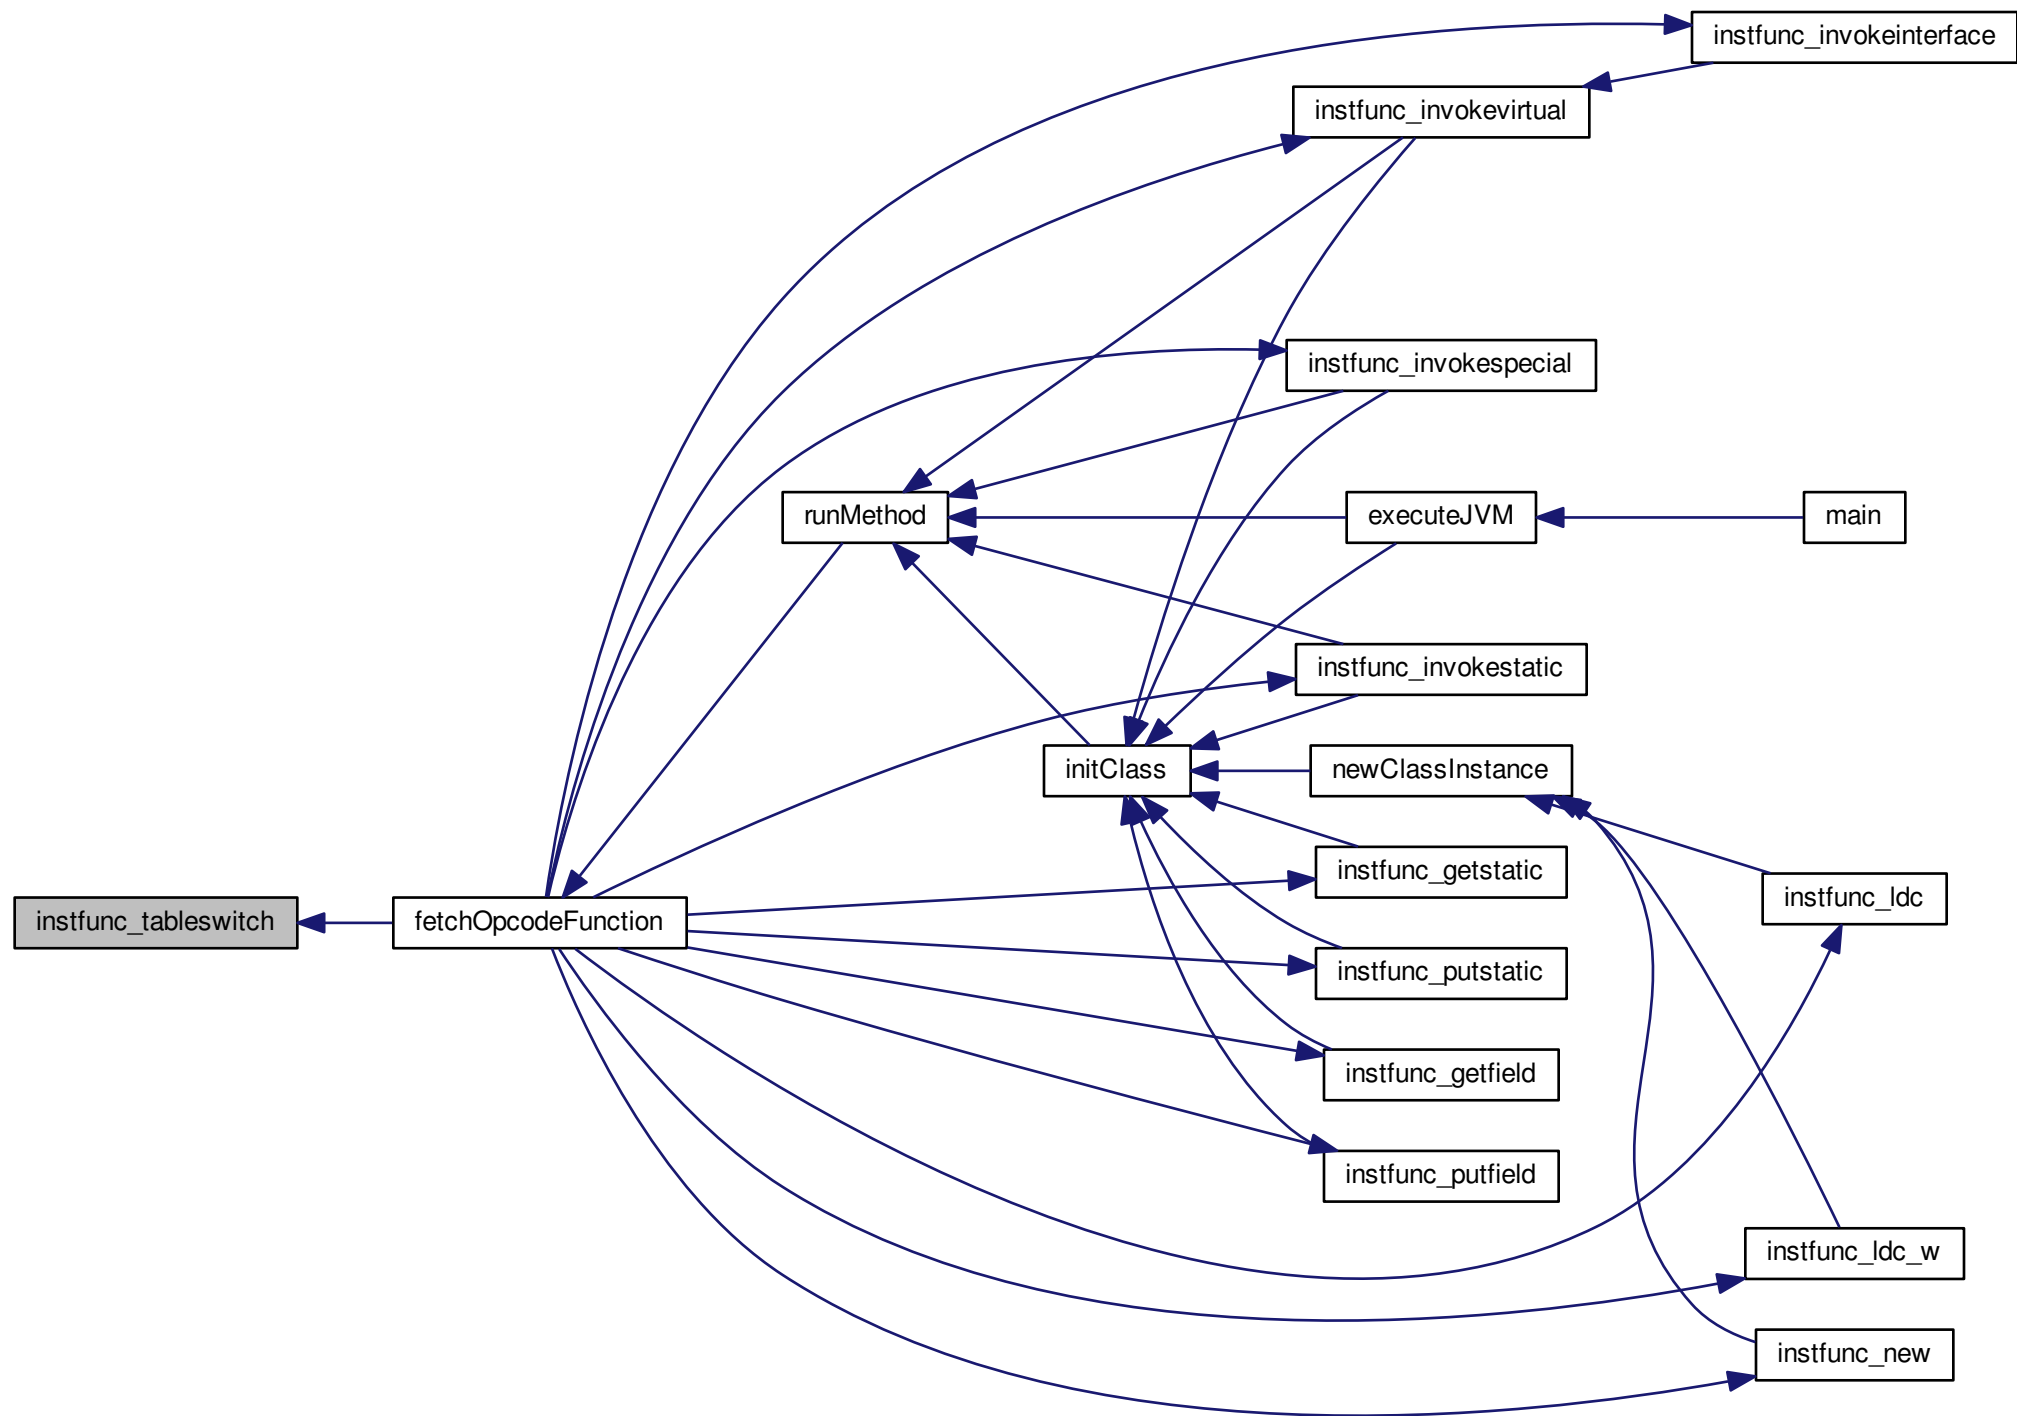 instfunc_invokeinterface
instfunc_invokevirtual
instfunc_invokespecial
runMethod
executeJVM
main
instfunc_invokestatic
initClass
newClassInstance
instfunc_getstatic
instfunc_ldc
instfunc_tableswitch
fetchOpcodeFunction
instfunc_putstatic
instfunc_getfield
instfunc_putfield
instfunc_ldc_w
instfunc_new